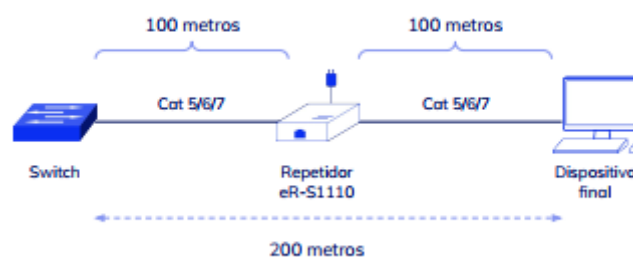 100 metros
100 metros
Cat 5/6/7
Cat 5/6/7
Switch
Repetidor
eR-S1110
Dispositivo
final
200 metros